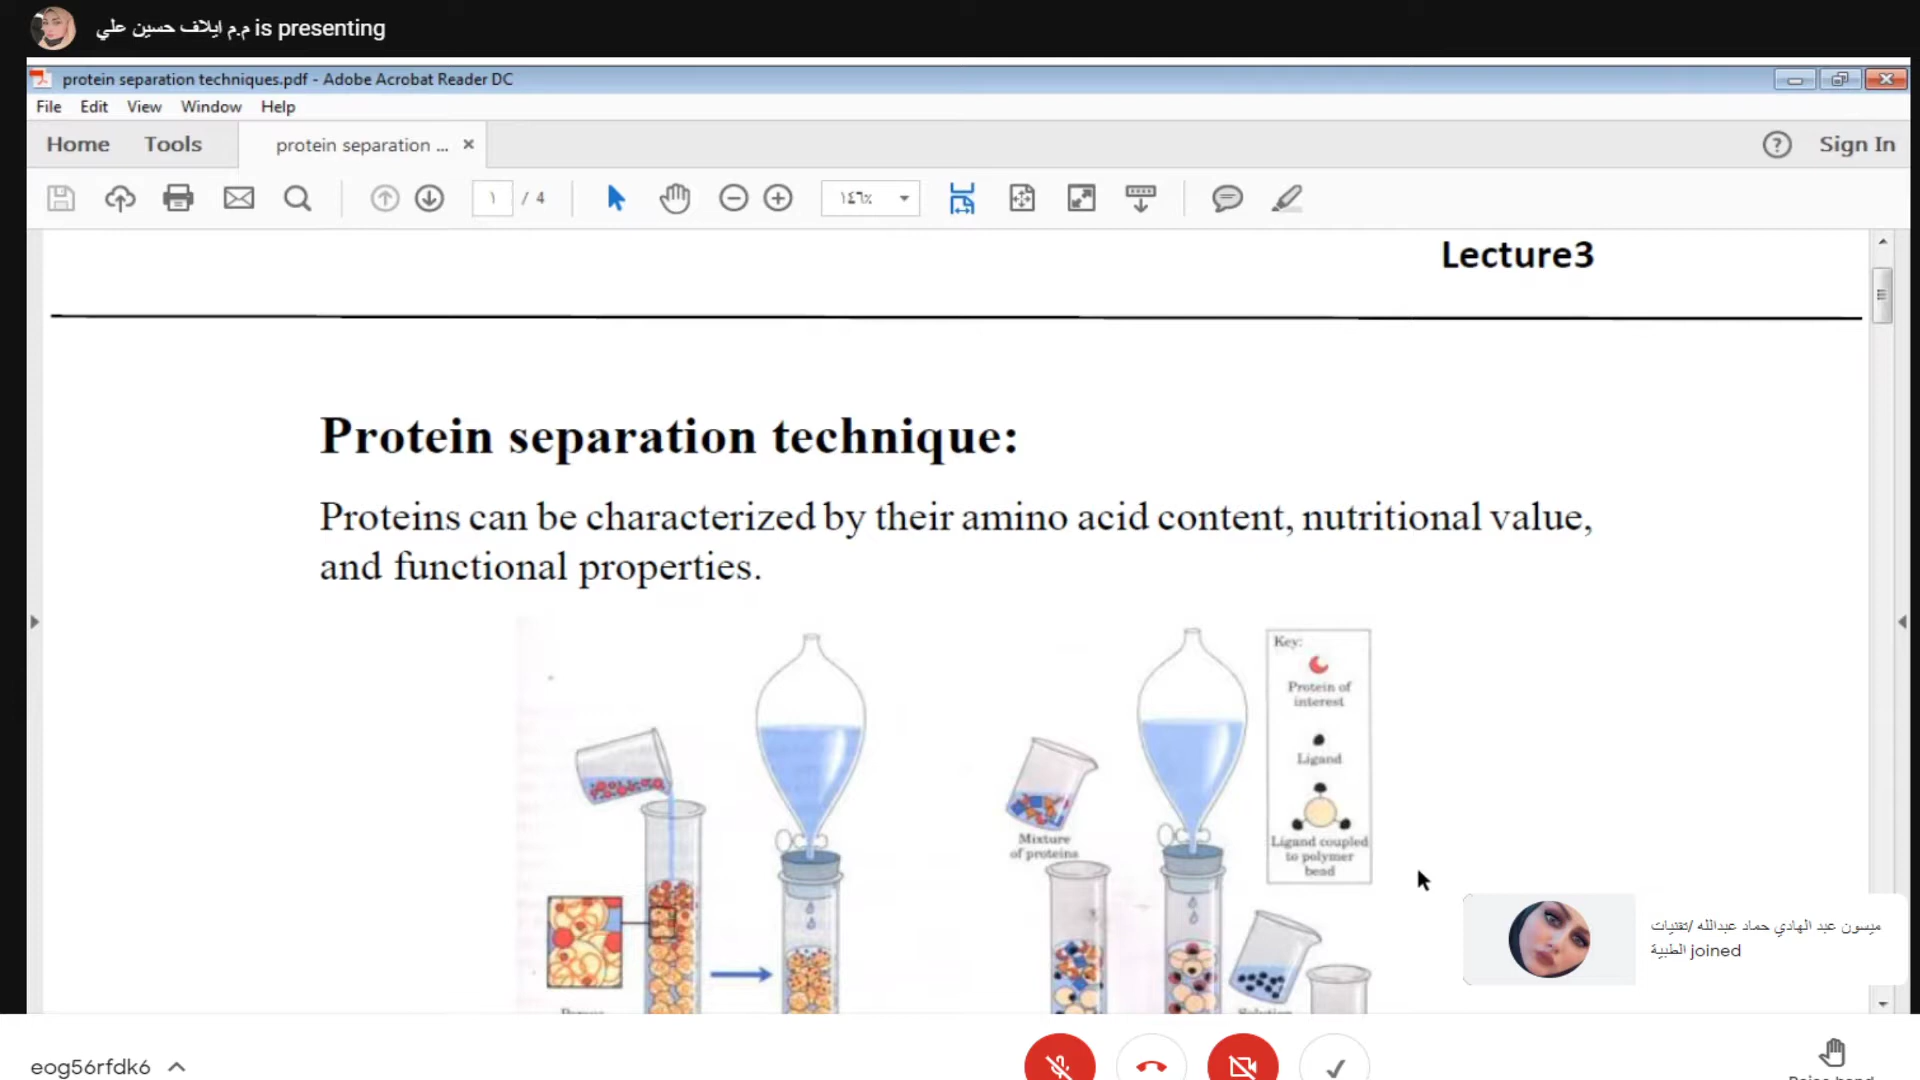 م.م ايلاف حسين علي is presenting
protein separation techniques.pdf - Adobe Acrobat Reader DC
File Edit View Window Help
Home Tools protein separation ... Sign In
١ / 4 ١٤٦%
Lecture3
Protein separation technique:
Proteins can be characterized by their amino acid content, nutritional value,
and functional properties.
Key:
Protein of
interest
Ligand
Ligand coupled
to polymer
bead
Mixture
of proteins
ميسون عبد الهادي حماد عبدالله /تقنيات
الطبية joined
eog56rfdk6